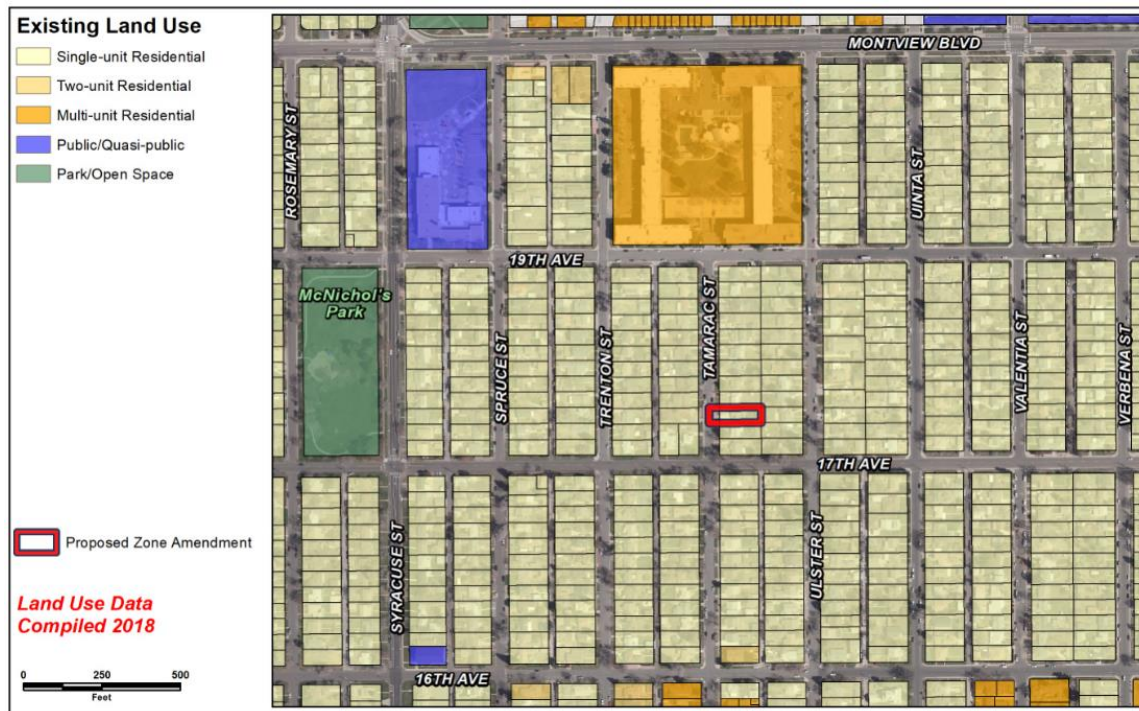 Existing Land Use
Single-unit Residential
Two-unit Residential
Multi-unit Residential
Public/Quasi-public
Park/Open Space
Proposed Zone Amendment
Land Use Data
Compiled 2018
0 250 500
Feet
MONTVIEW BLVD
ROSEMARY ST
UINTA ST
19TH AVE
McNichol's
Park
SPRUCE ST
TRENTON ST
TAMARAC ST
VALENTIA ST
VERBENA ST
17TH AVE
SYRACUSE ST
ULSTER ST
16TH AVE